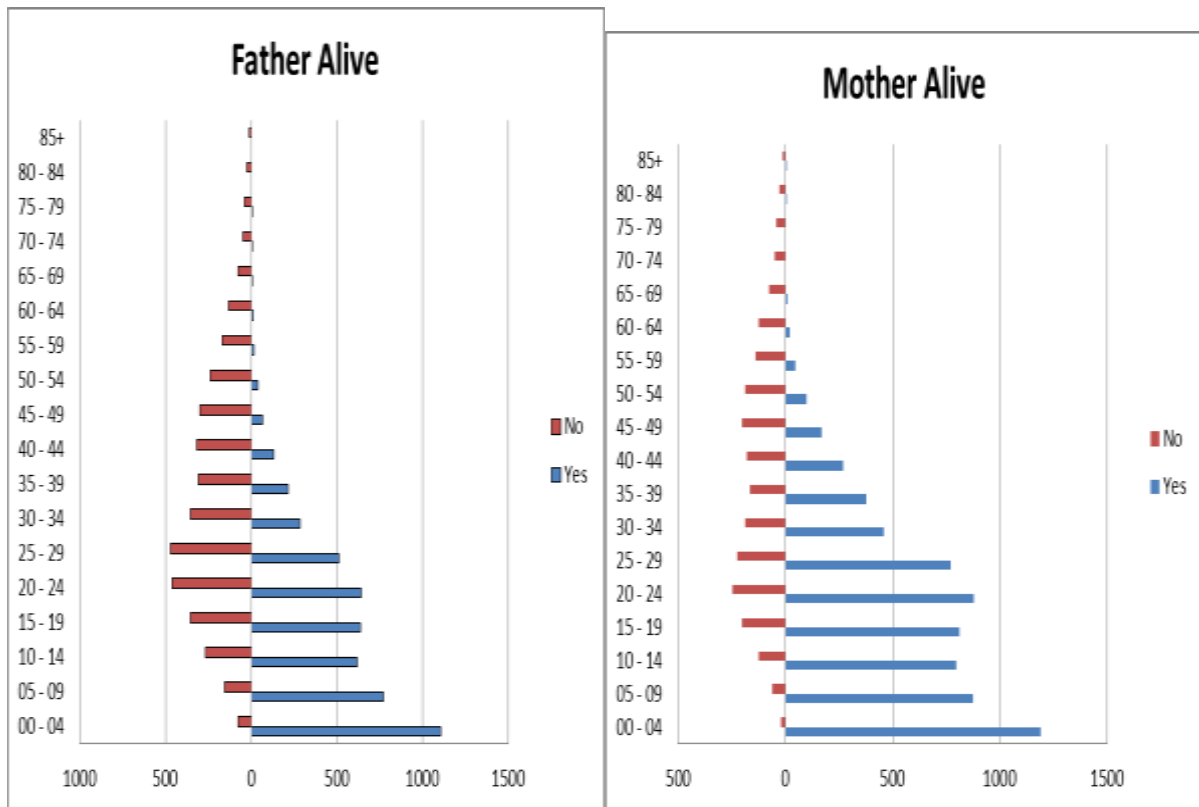 Father Alive
85+
80 - 84
75 - 79
70 - 74
65 - 69
60 - 64
55 - 59
50 - 54
45 - 49
40 - 44
35 - 39
30 - 34
25 - 29
20 - 24
15 - 19
10 - 14
05 - 09
00 - 04
1000 500 0 500 1000 1500
No
Yes
Mother Alive
85+
80 - 84
75 - 79
70 - 74
65 - 69
60 - 64
55 - 59
50 - 54
45 - 49
40 - 44
35 - 39
30 - 34
25 - 29
20 - 24
15 - 19
10 - 14
05 - 09
00 - 04
500 0 500 1000 1500
No
Yes